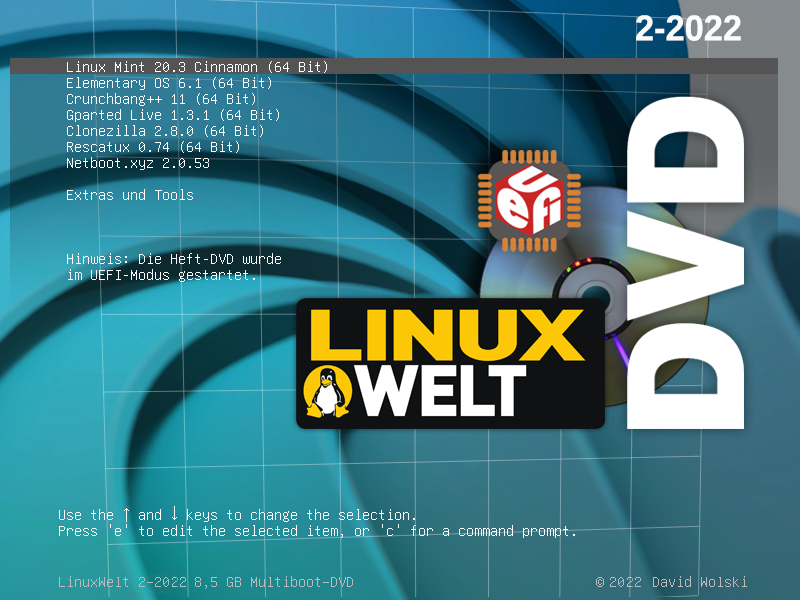 2-2022
Linux Mint 20.3 Cinnamon (64 Bit)
Elementary OS 6.1 (64 Bit)
Crunchbang++ 11 (64 Bit)
Gparted Live 1.3.1 (64 Bit)
Clonezilla 2.8.0 (64 Bit)
Rescatux 0.74 (64 Bit)
Netboot.xyz 2.0.53
Extras und Tools
Hinweis: Die Heft-DVD wurde
im UEFI-Modus gestartet.
uefi
DVD
LINUX
WELT
Use the ↑ and ↓ keys to change the selection.
Press 'e' to edit the selected item, or 'c' for a command prompt.
LinuxWelt 2-2022 8,5 GB Multiboot-DVD
© 2022 David Wolski